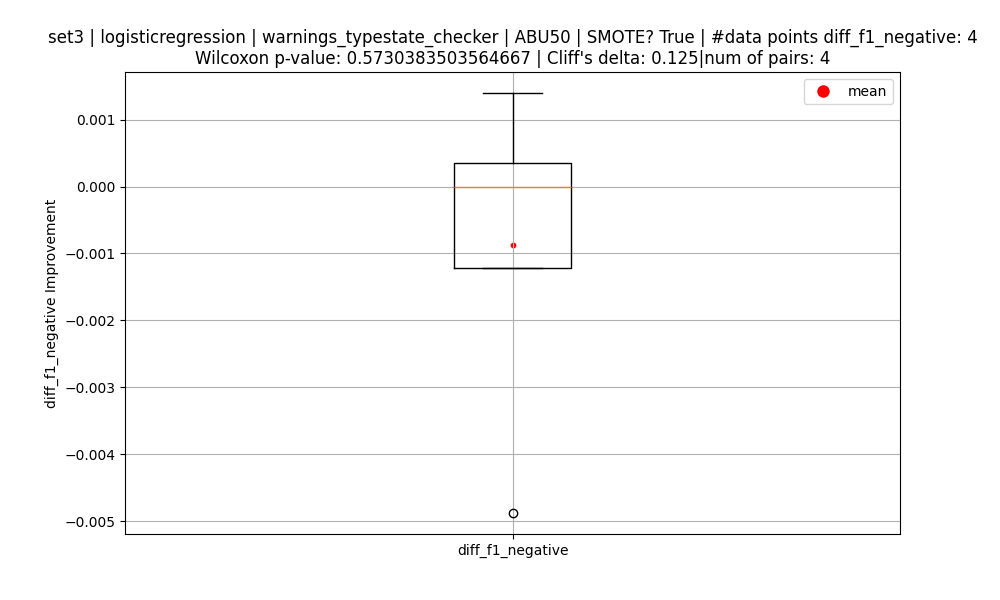 set3 | logisticregression | warnings_typestate_checker | ABU50 | SMOTE? True | #data points diff_f1_negative: 4
Wilcoxon p-value: 0.5730383503564667 | Cliff's delta: 0.125|num of pairs: 4
mean
0.001
0.000
−0.001
−0.002
−0.003
−0.004
−0.005
diff_f1_negative Improvement
diff_f1_negative